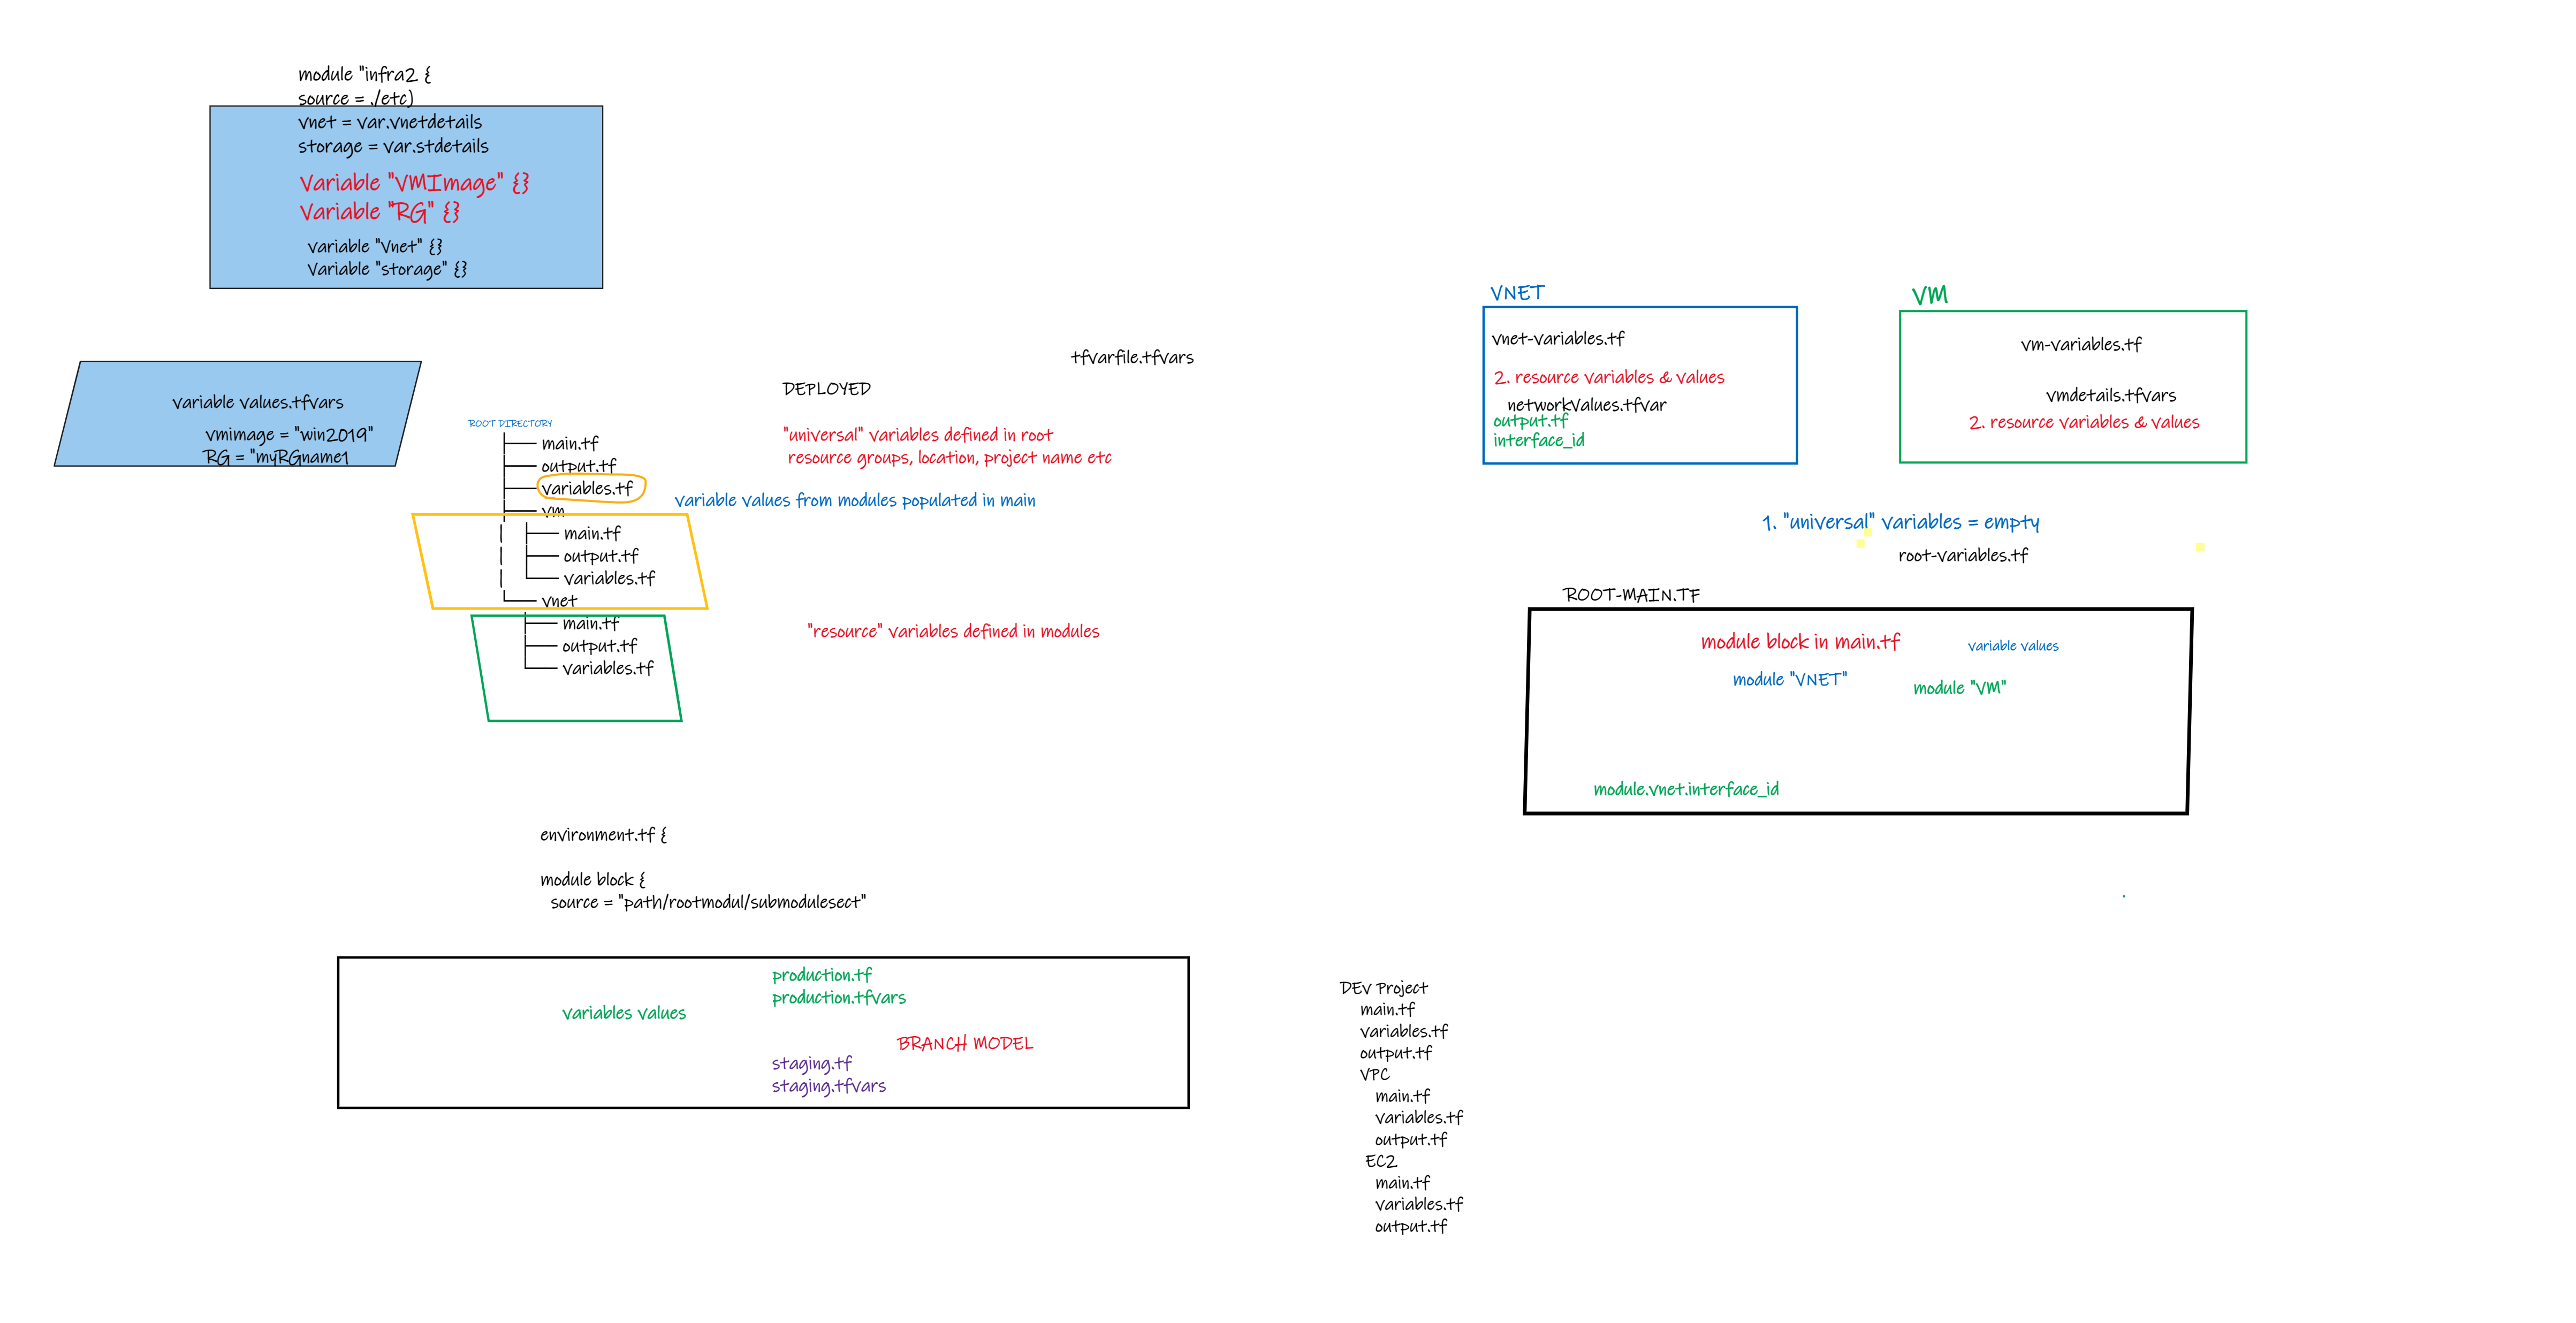 module "infra2 {
source = ./etc)
vnet = var.vnetdetails
storage = var.stdetails
Variable "VMImage" {}
Variable "RG" {}
variable "Vnet" {}
Variable "storage" {}
variable values.tfvars
vmimage = "win2019"
RG = "myRGname1
ROOT DIRECTORY
main.tf
output.tf
variables.tf
vm
main.tf
output.tf
variables.tf
vnet
main.tf
output.tf
variables.tf
tfvarfile.tfvars
DEPLOYED
"universal" variables defined in root
resource groups, location, project name etc
variable values from modules populated in main
"resource" variables defined in modules
environment.tf {
module block {
source = "path/rootmodul/submodulesect"
variables values
production.tf
production.tfvars
BRANCH MODEL
staging.tf
staging.tfvars
VNET
vnet-variables.tf
2. resource variables & values
networkValues.tfvar
output.tf
interface_id
VM
vm-variables.tf
vmdetails.tfvars
2. resource variables & values
1. "universal" variables = empty
root-variables.tf
ROOT-MAIN.TF
module block in main.tf
variable values
module "VNET"
module "VM"
module.vnet.interface_id
DEV Project
main.tf
variables.tf
output.tf
VPC
main.tf
variables.tf
output.tf
EC2
main.tf
variables.tf
output.tf